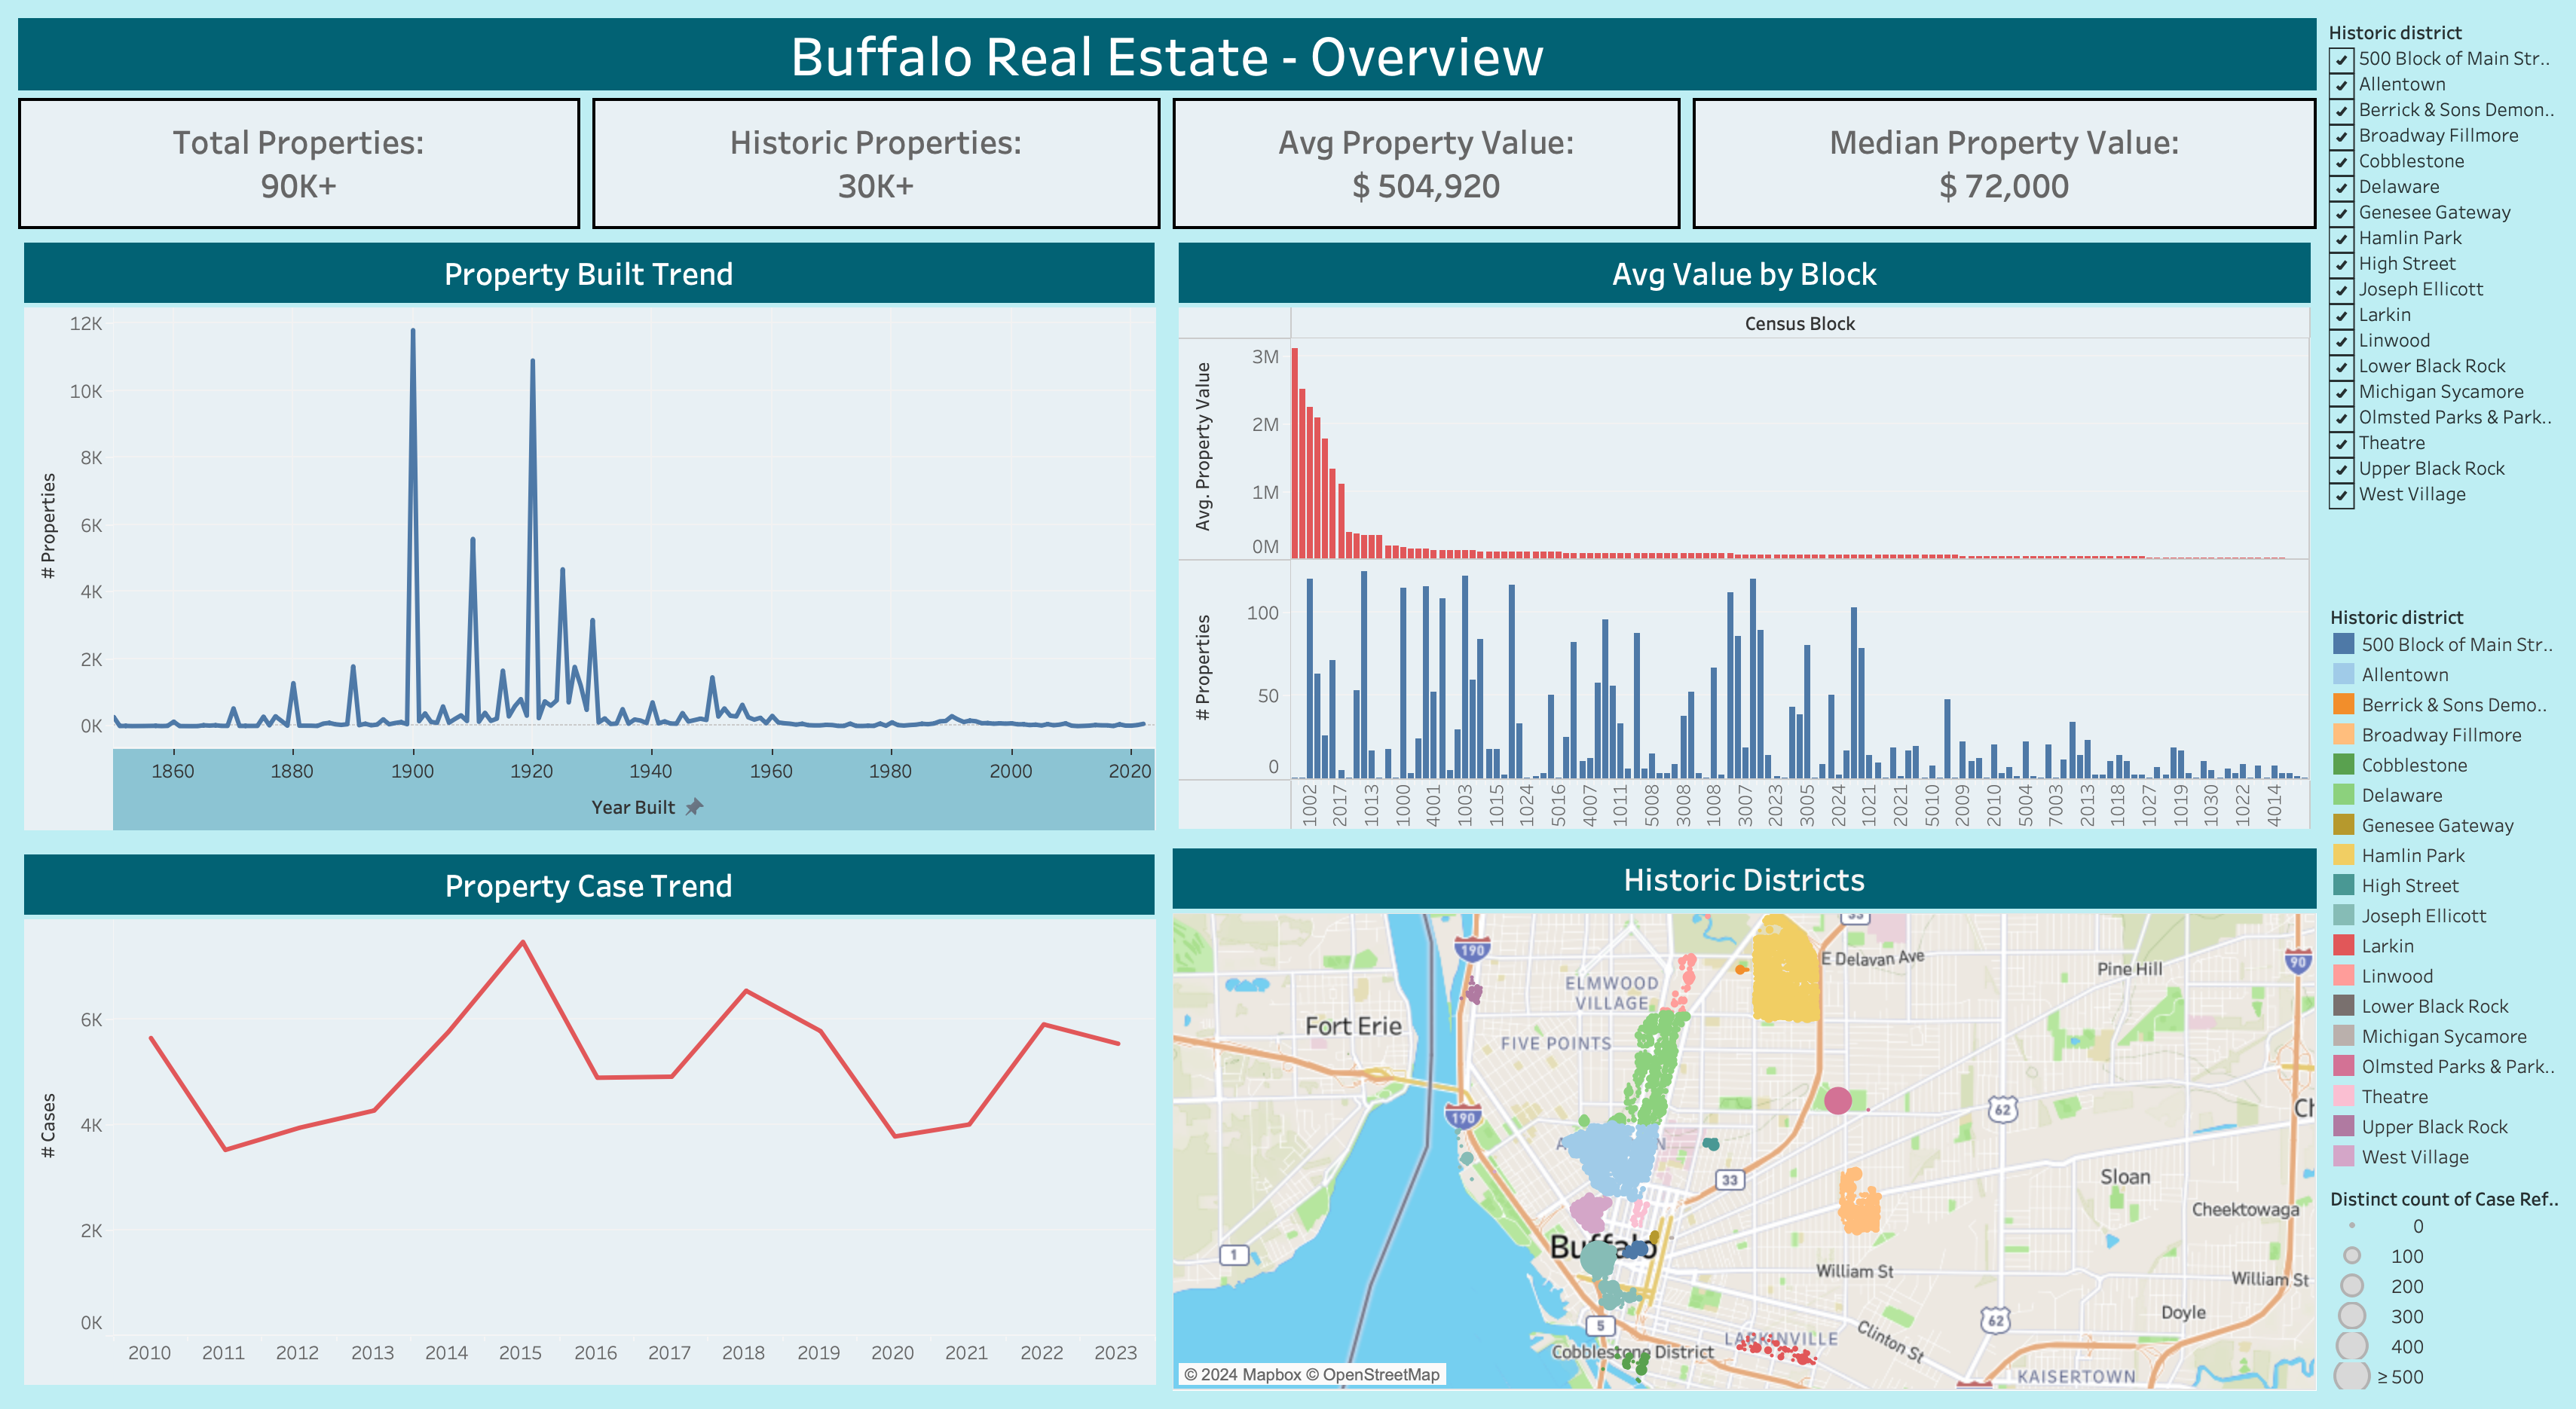 Buffalo Real Estate - Overview
Total Properties:
90K+
Historic Properties:
30K+
Avg Property Value:
$ 504,920
Median Property Value:
$ 72,000
Property Built Trend
# Properties
12K
10K
8K
6K
4K
2K
0K
1860 1880 1900 1920 1940 1960 1980 2000 2020
Year Built
Avg Value by Block
Census Block
Avg. Property Value
3M
2M
1M
0M
# Properties
100
50
0
1002 2017 1013 1000 4001 1003 1015 1024 5016 4007 1011 5008 3008 1008 3007 2023 3005 2024 1021 2021 5010 2009 2010 5004 7003 2013 1018 1027 1019 1030 1022 4014
Property Case Trend
# Cases
6K
4K
2K
0K
2010 2011 2012 2013 2014 2015 2016 2017 2018 2019 2020 2021 2022 2023
Historic Districts
33
190
E Delavan Ave
Pine Hill
90
ELMWOOD
VILLAGE
Fort Erie
FIVE POINTS
190
62
33
Sloan
Cheektowaga
Buffalo
1
William St
William St
Doyle
62
5
LARKINVILLE
Clinton St
Cobblestone District
KAISERTOWN
© 2024 Mapbox © OpenStreetMap
Historic district
500 Block of Main Str..
Allentown
Berrick & Sons Demon..
Broadway Fillmore
Cobblestone
Delaware
Genesee Gateway
Hamlin Park
High Street
Joseph Ellicott
Larkin
Linwood
Lower Black Rock
Michigan Sycamore
Olmsted Parks & Park..
Theatre
Upper Black Rock
West Village
Historic district
500 Block of Main Str..
Allentown
Berrick & Sons Demo..
Broadway Fillmore
Cobblestone
Delaware
Genesee Gateway
Hamlin Park
High Street
Joseph Ellicott
Larkin
Linwood
Lower Black Rock
Michigan Sycamore
Olmsted Parks & Park..
Theatre
Upper Black Rock
West Village
Distinct count of Case Ref..
0
100
200
300
400
≥ 500